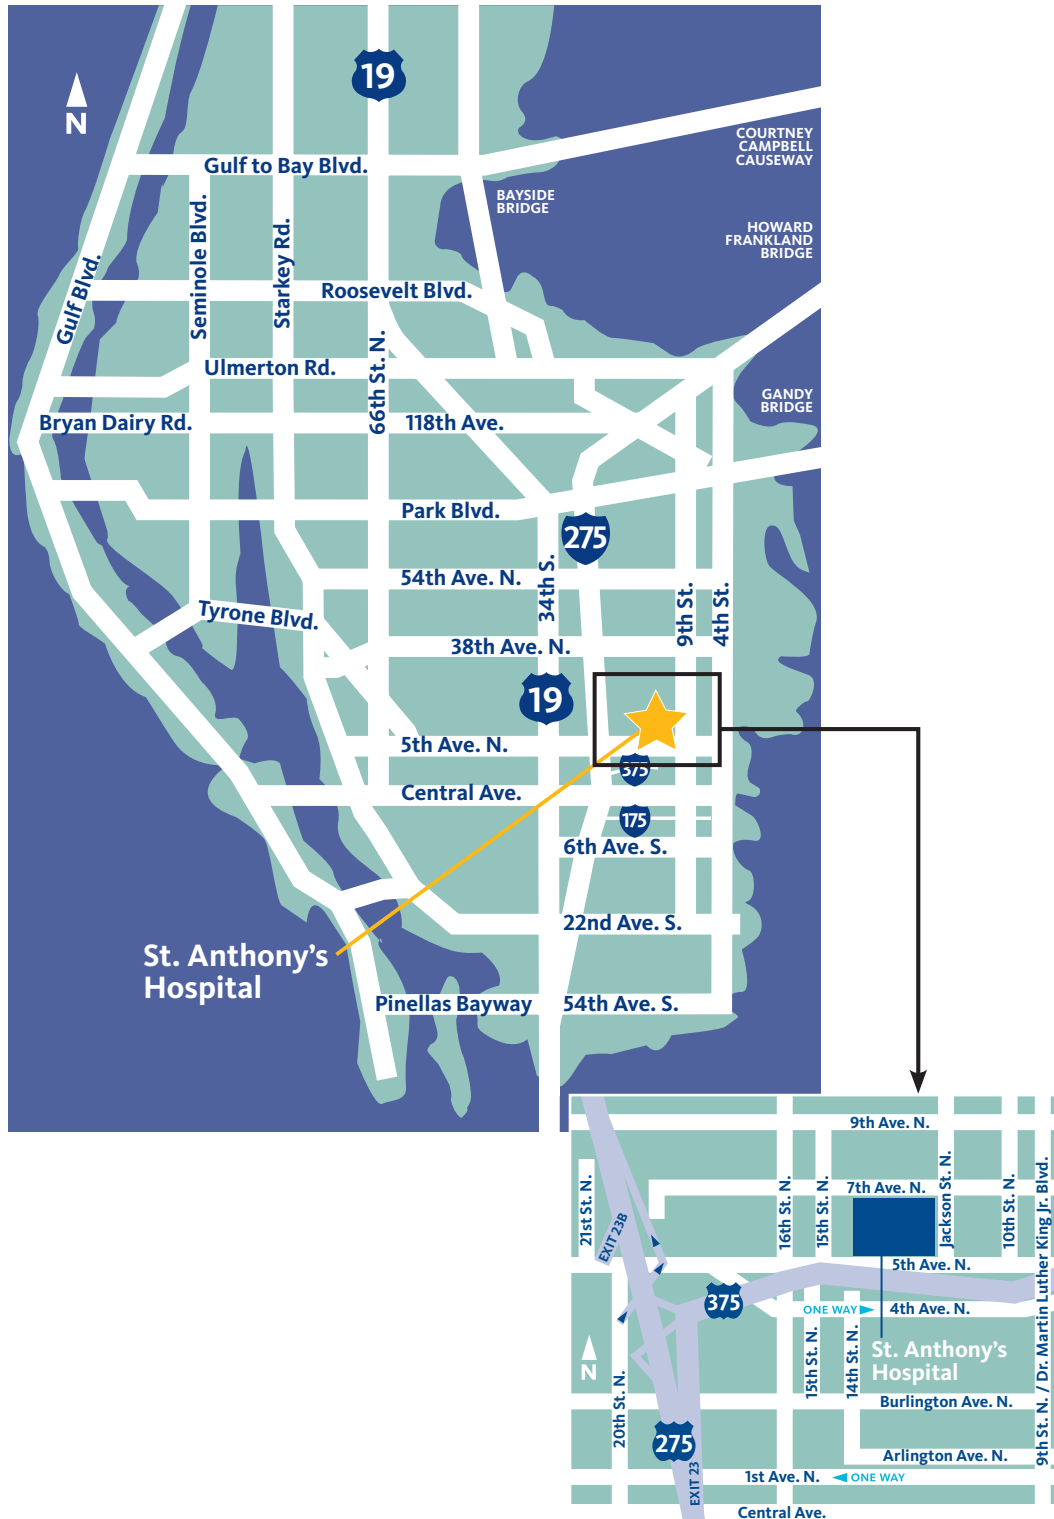 19
N
COURTNEY
CAMPBELL
CAUSEWAY
Gulf to Bay Blvd.
BAYSIDE
BRIDGE
HOWARD
FRANKLAND
BRIDGE
Gulf Blvd.
Seminole Blvd.
Starkey Rd.
Roosevelt Blvd.
66th St. N.
Ulmerton Rd.
GANDY
BRIDGE
Bryan Dairy Rd.
118th Ave.
Park Blvd.
275
54th Ave. N.
34th S.
9th St.
4th St.
Tyrone Blvd.
38th Ave. N.
19
5th Ave. N.
375
Central Ave.
175
6th Ave. S.
22nd Ave. S.
St. Anthony's
Hospital
Pinellas Bayway
54th Ave. S.
9th Ave. N.
21st St. N.
EXIT 23B
16th St. N.
15th St. N.
7th Ave. N.
Jackson St. N.
10th St. N.
9th St. N. / Dr. Martin Luther King Jr. Blvd.
5th Ave. N.
375
ONE WAY
4th Ave. N.
N
15th St. N.
14th St. N.
St. Anthony's
Hospital
20th St. N.
Burlington Ave. N.
275
Arlington Ave. N.
EXIT 23
1st Ave. N.
ONE WAY
Central Ave.